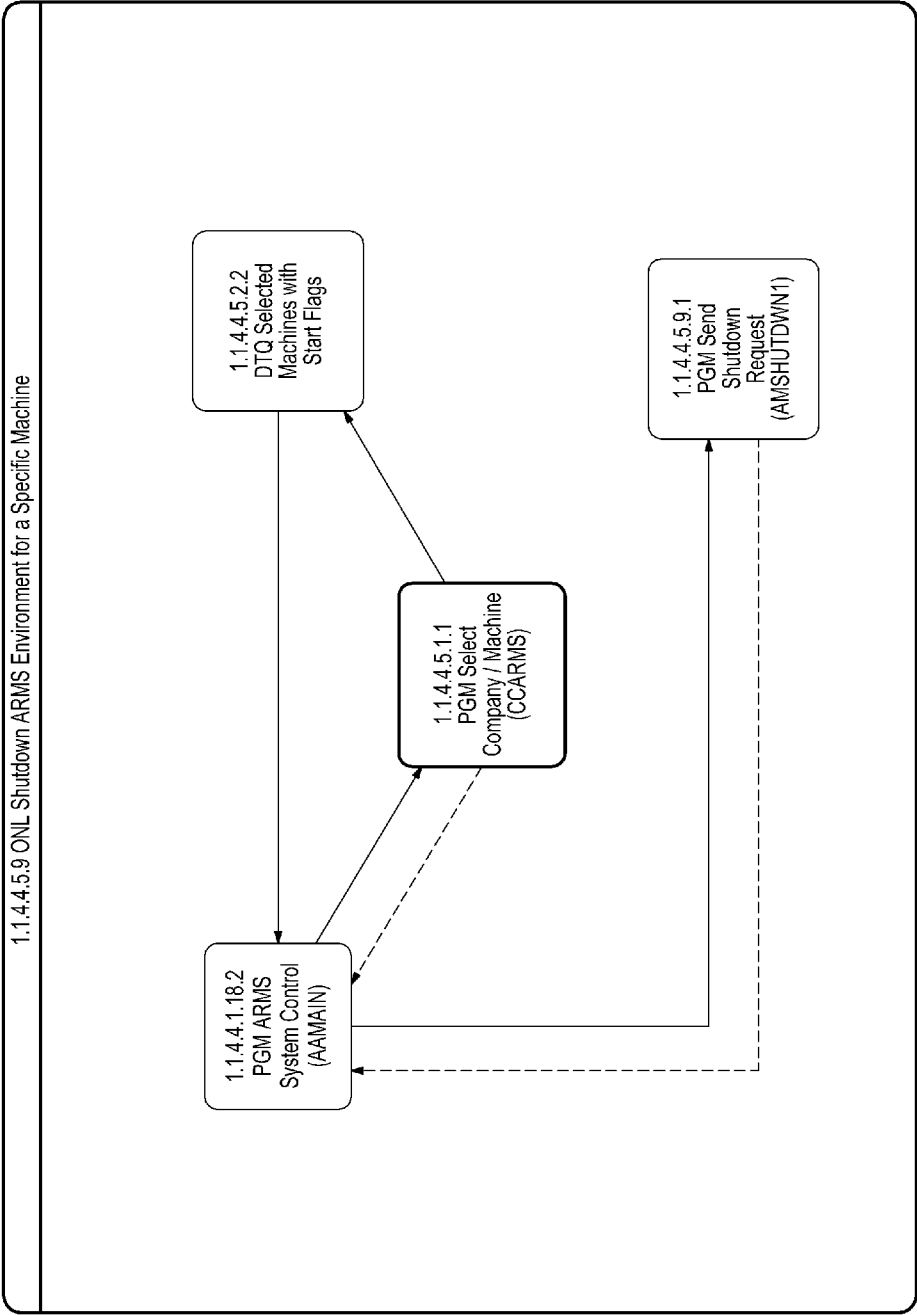 1.1.4.4.5.9 ONL Shutdown ARMS Environment for a Specific Machine
1.1.4.4.1.18.2
PGM ARMS
System Control
(AAMAIN)
1.1.4.4.5.2.2
DTQ Selected
Machines with
Start Flags
1.1.4.4.5.1.1
PGM Select
Company / Machine
(CCARMS)
1.1.4.4.5.9.1
PGM Send
Shutdown
Request
(AMSHUTDWN1)